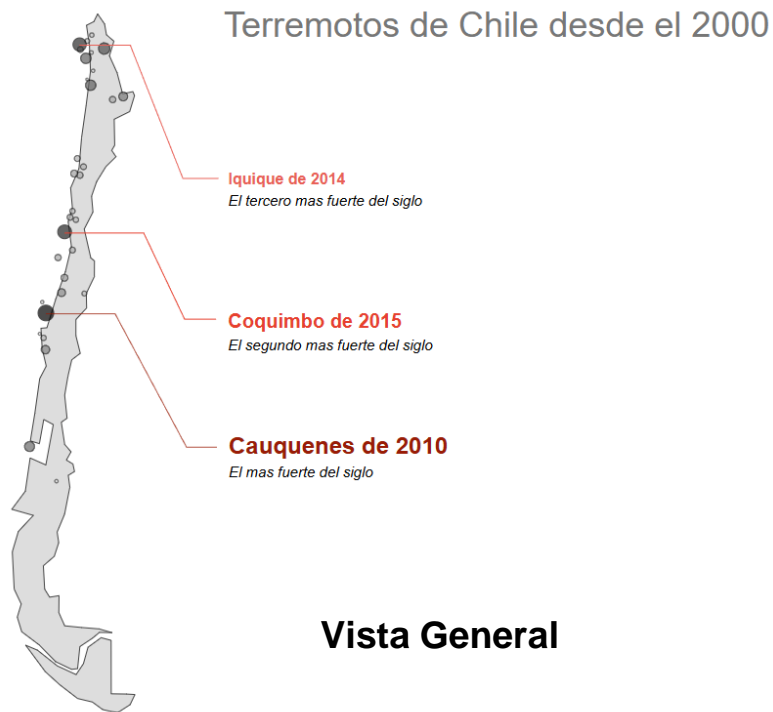 Terremotos de Chile desde el 2000
Iquique de 2014
El tercero mas fuerte del siglo
Coquimbo de 2015
El segundo mas fuerte del siglo
Cauquenes de 2010
El mas fuerte del siglo
Vista General